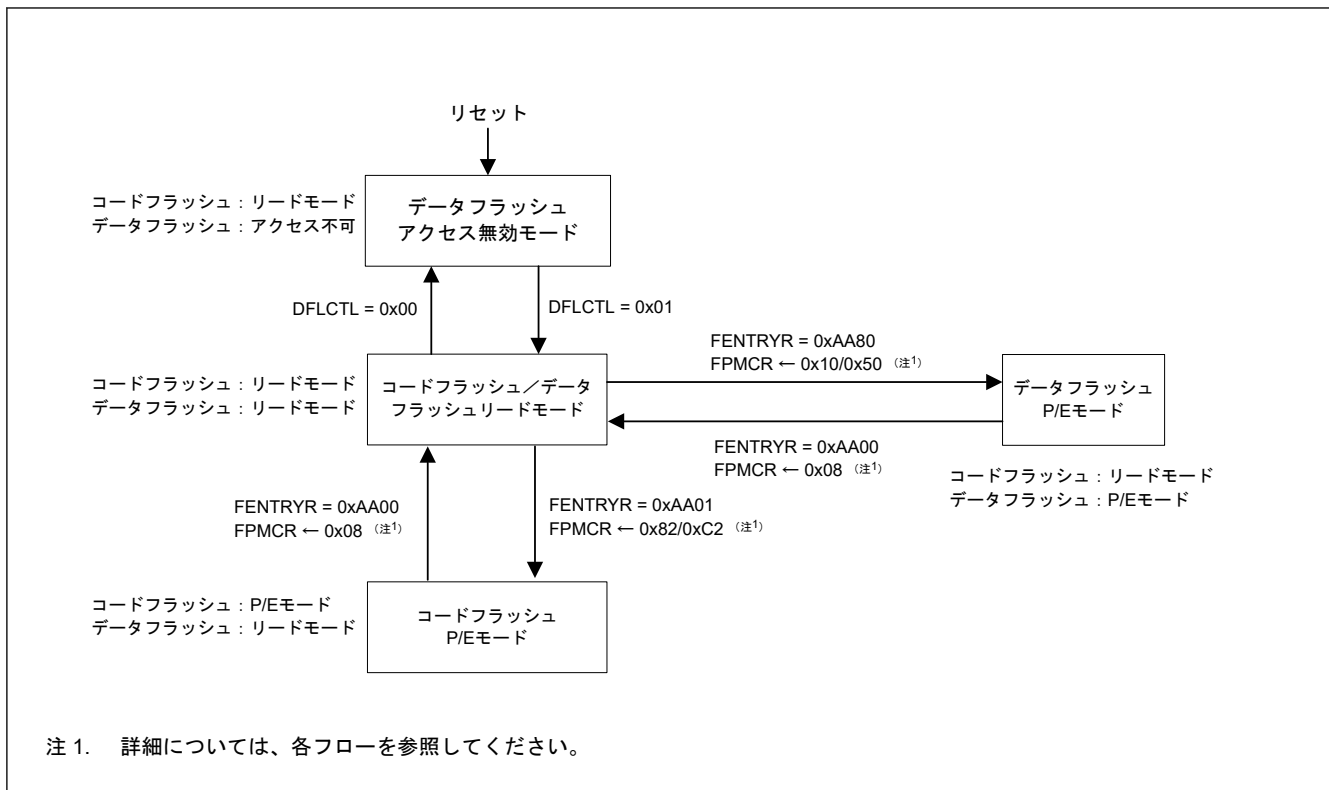 リセット
コードフラッシュ：リードモード
データフラッシュ：アクセス不可
データフラッシュ
アクセス無効モード
DFLCTL = 0x00
DFLCTL = 0x01
FENTRYR = 0xAA80
FPMCR ← 0x10/0x50 （注1）
コードフラッシュ：リードモード
データフラッシュ：リードモード
コードフラッシュ／データ
フラッシュリードモード
データフラッシュ
P/Eモード
FENTRYR = 0xAA00
FPMCR ← 0x08 （注1）
コードフラッシュ：リードモード
データフラッシュ：P/Eモード
FENTRYR = 0xAA00
FPMCR ← 0x08 （注1）
FENTRYR = 0xAA01
FPMCR ← 0x82/0xC2 （注1）
コードフラッシュ：P/Eモード
データフラッシュ：リードモード
コードフラッシュ
P/Eモード
注 1. 詳細については、各フローを参照してください。